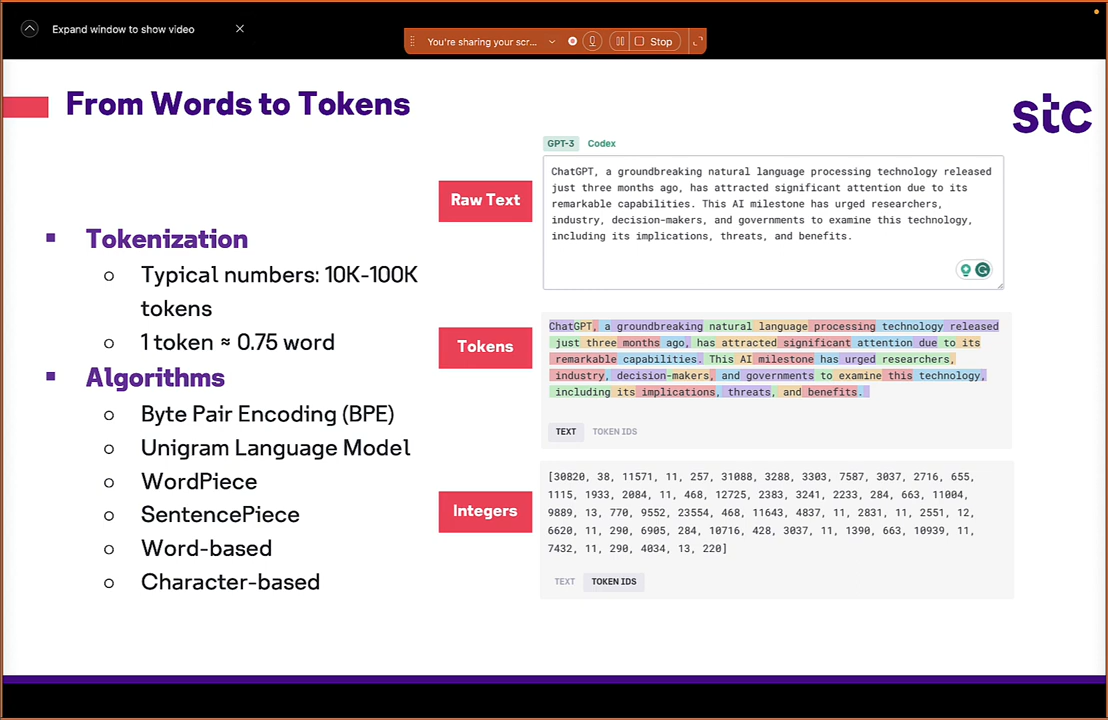 Expand window to show video
You're sharing your scr...
Stop
From Words to Tokens
stc
Tokenization
Typical numbers: 10K-100K
tokens
1 token ≈ 0.75 word
Algorithms
Byte Pair Encoding (BPE)
Unigram Language Model
WordPiece
SentencePiece
Word-based
Character-based
GPT-3 Codex
Raw Text
ChatGPT, a groundbreaking natural language processing technology released
just three months ago, has attracted significant attention due to its
remarkable capabilities. This AI milestone has urged researchers,
industry, decision-makers, and governments to examine this technology,
including its implications, threats, and benefits.
Tokens
ChatGPT, a groundbreaking natural language processing technology released
just three months ago, has attracted significant attention due to its
remarkable capabilities. This AI milestone has urged researchers,
industry, decision-makers, and governments to examine this technology,
including its implications, threats, and benefits.
TEXT TOKEN IDS
Integers
[30820, 38, 11571, 11, 257, 31088, 3288, 3303, 7587, 3037, 2716, 655,
1115, 1933, 2084, 11, 468, 12725, 2383, 3241, 2233, 284, 663, 11004,
9889, 13, 770, 9552, 23554, 468, 11643, 4837, 11, 2831, 11, 2551, 12,
6620, 11, 290, 6905, 284, 10716, 428, 3037, 11, 1390, 663, 10939, 11,
7432, 11, 290, 4034, 13, 220]
TEXT TOKEN IDS